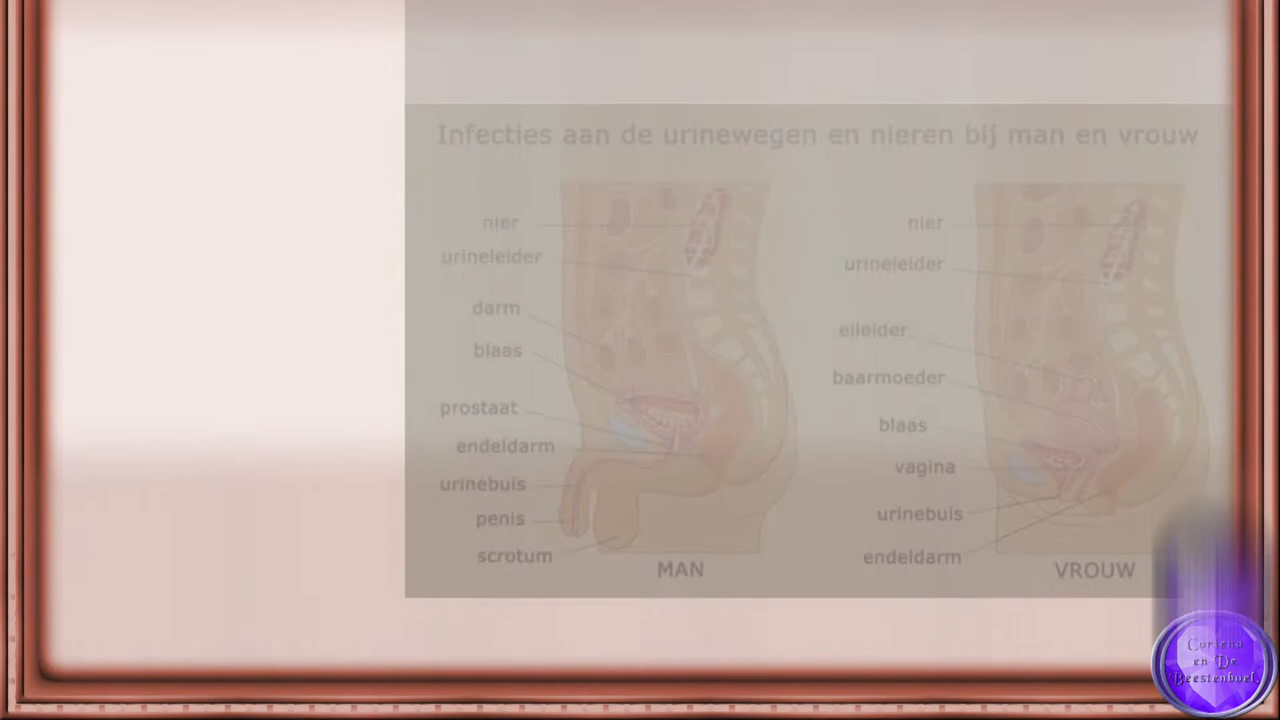 Infecties aan de urinewegen en nieren bij man en vrouw
nier
urineleider
darm
blaas
prostaat
endeldarm
urinebuis
penis
scrotum
MAN
nier
urineleider
eileider
baarmoeder
blaas
vagina
urinebuis
endeldarm
VROUW
Coriena
en De
Beestenboel